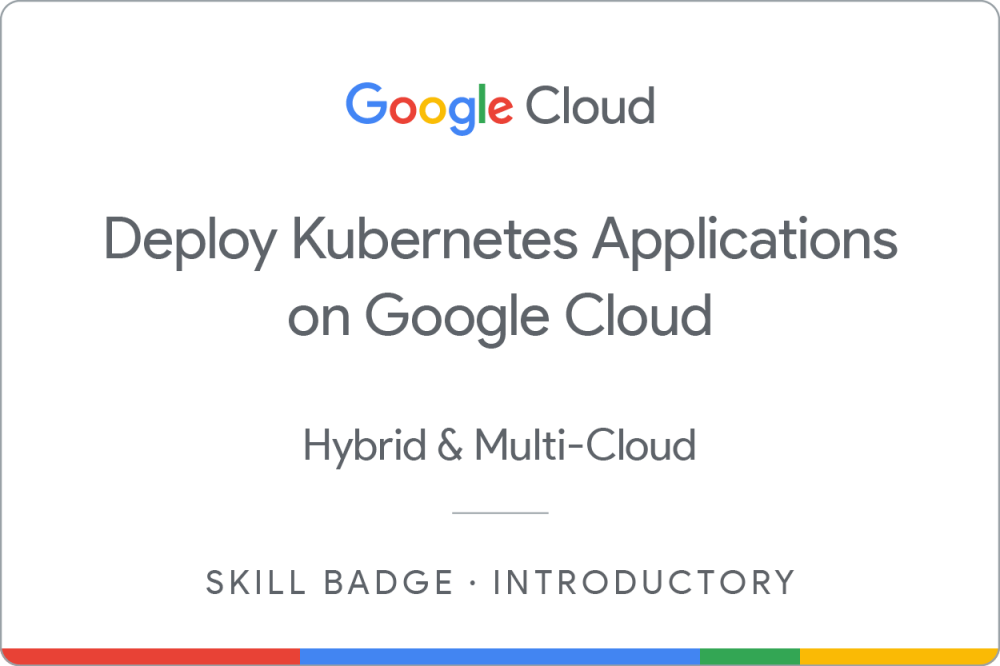 Google Cloud
Deploy Kubernetes Applications
on Google Cloud
Hybrid & Multi-Cloud
SKILL BADGE · INTRODUCTORY